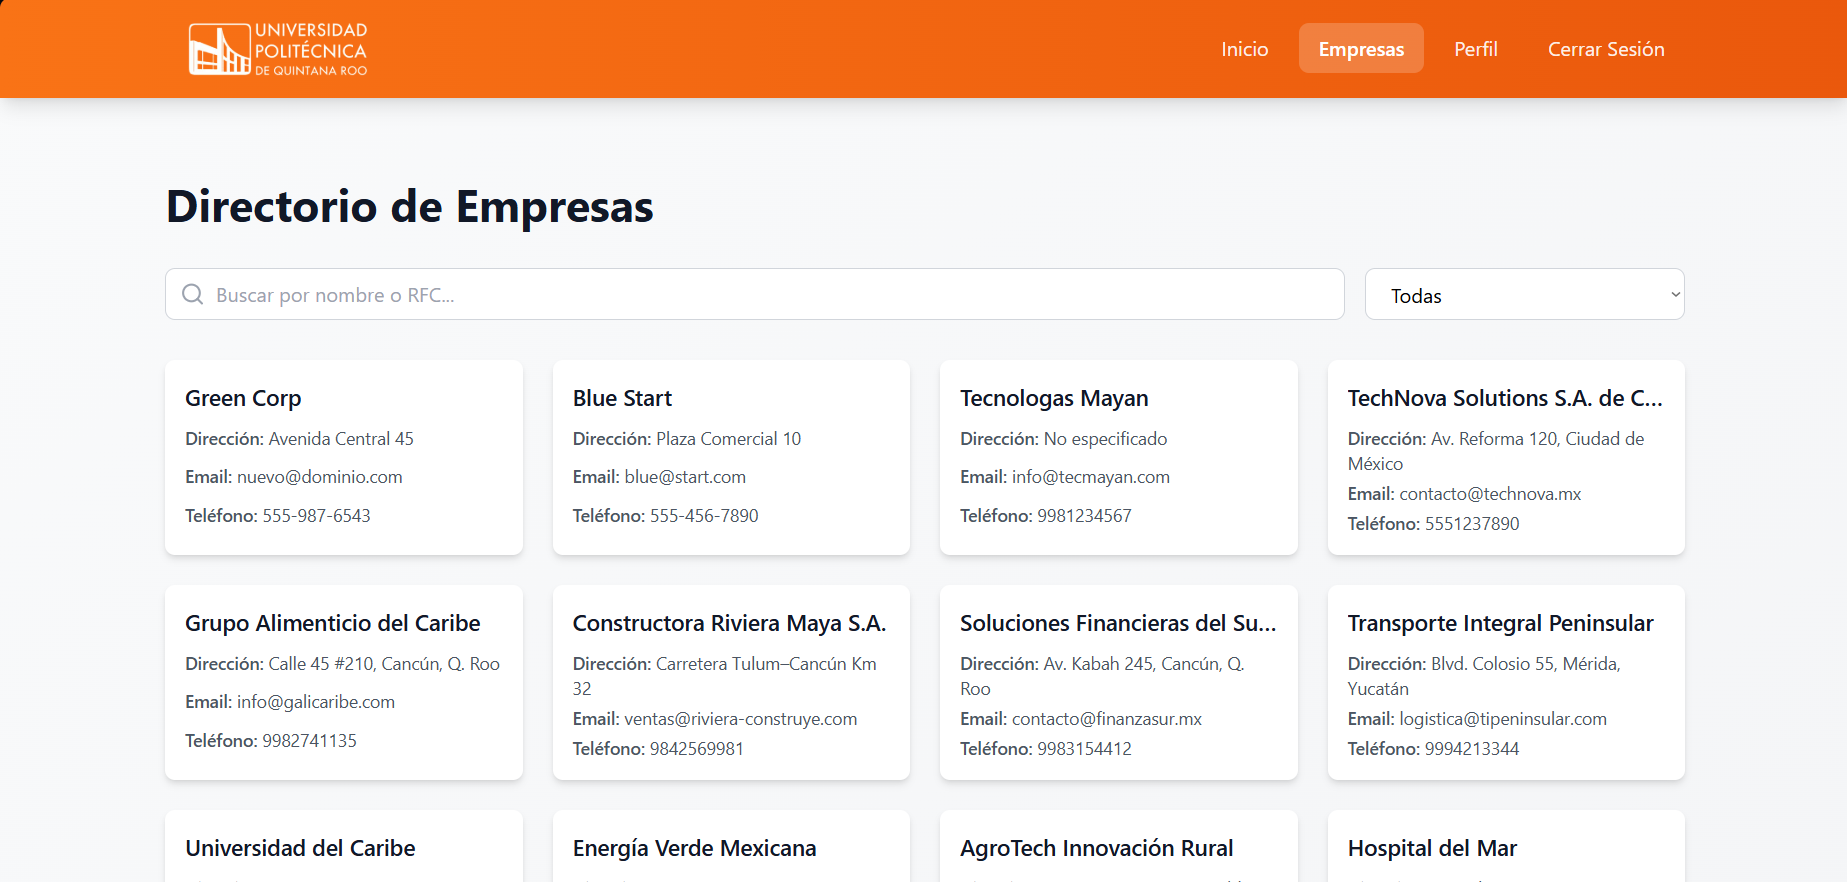 UNIVERSIDAD
POLITÉCNICA
DE QUINTANA ROO
Inicio
Empresas
Perfil
Cerrar Sesión
Directorio de Empresas
Buscar por nombre o RFC...
Todas
Green Corp
Dirección: Avenida Central 45
Email: nuevo@dominio.com
Teléfono: 555-987-6543
Blue Start
Dirección: Plaza Comercial 10
Email: blue@start.com
Teléfono: 555-456-7890
Tecnologas Mayan
Dirección: No especificado
Email: info@tecmayan.com
Teléfono: 9981234567
TechNova Solutions S.A. de C...
Dirección: Av. Reforma 120, Ciudad de
México
Email: contacto@technova.mx
Teléfono: 5551237890
Grupo Alimenticio del Caribe
Dirección: Calle 45 #210, Cancún, Q. Roo
Email: info@galicaribe.com
Teléfono: 9982741135
Constructora Riviera Maya S.A.
Dirección: Carretera Tulum–Cancún Km
32
Email: ventas@riviera-construye.com
Teléfono: 9842569981
Soluciones Financieras del Su...
Dirección: Av. Kabah 245, Cancún, Q.
Roo
Email: contacto@finanzasur.mx
Teléfono: 9983154412
Transporte Integral Peninsular
Dirección: Blvd. Colosio 55, Mérida,
Yucatán
Email: logistica@tipeninsular.com
Teléfono: 9994213344
Universidad del Caribe
Energía Verde Mexicana
AgroTech Innovación Rural
Hospital del Mar